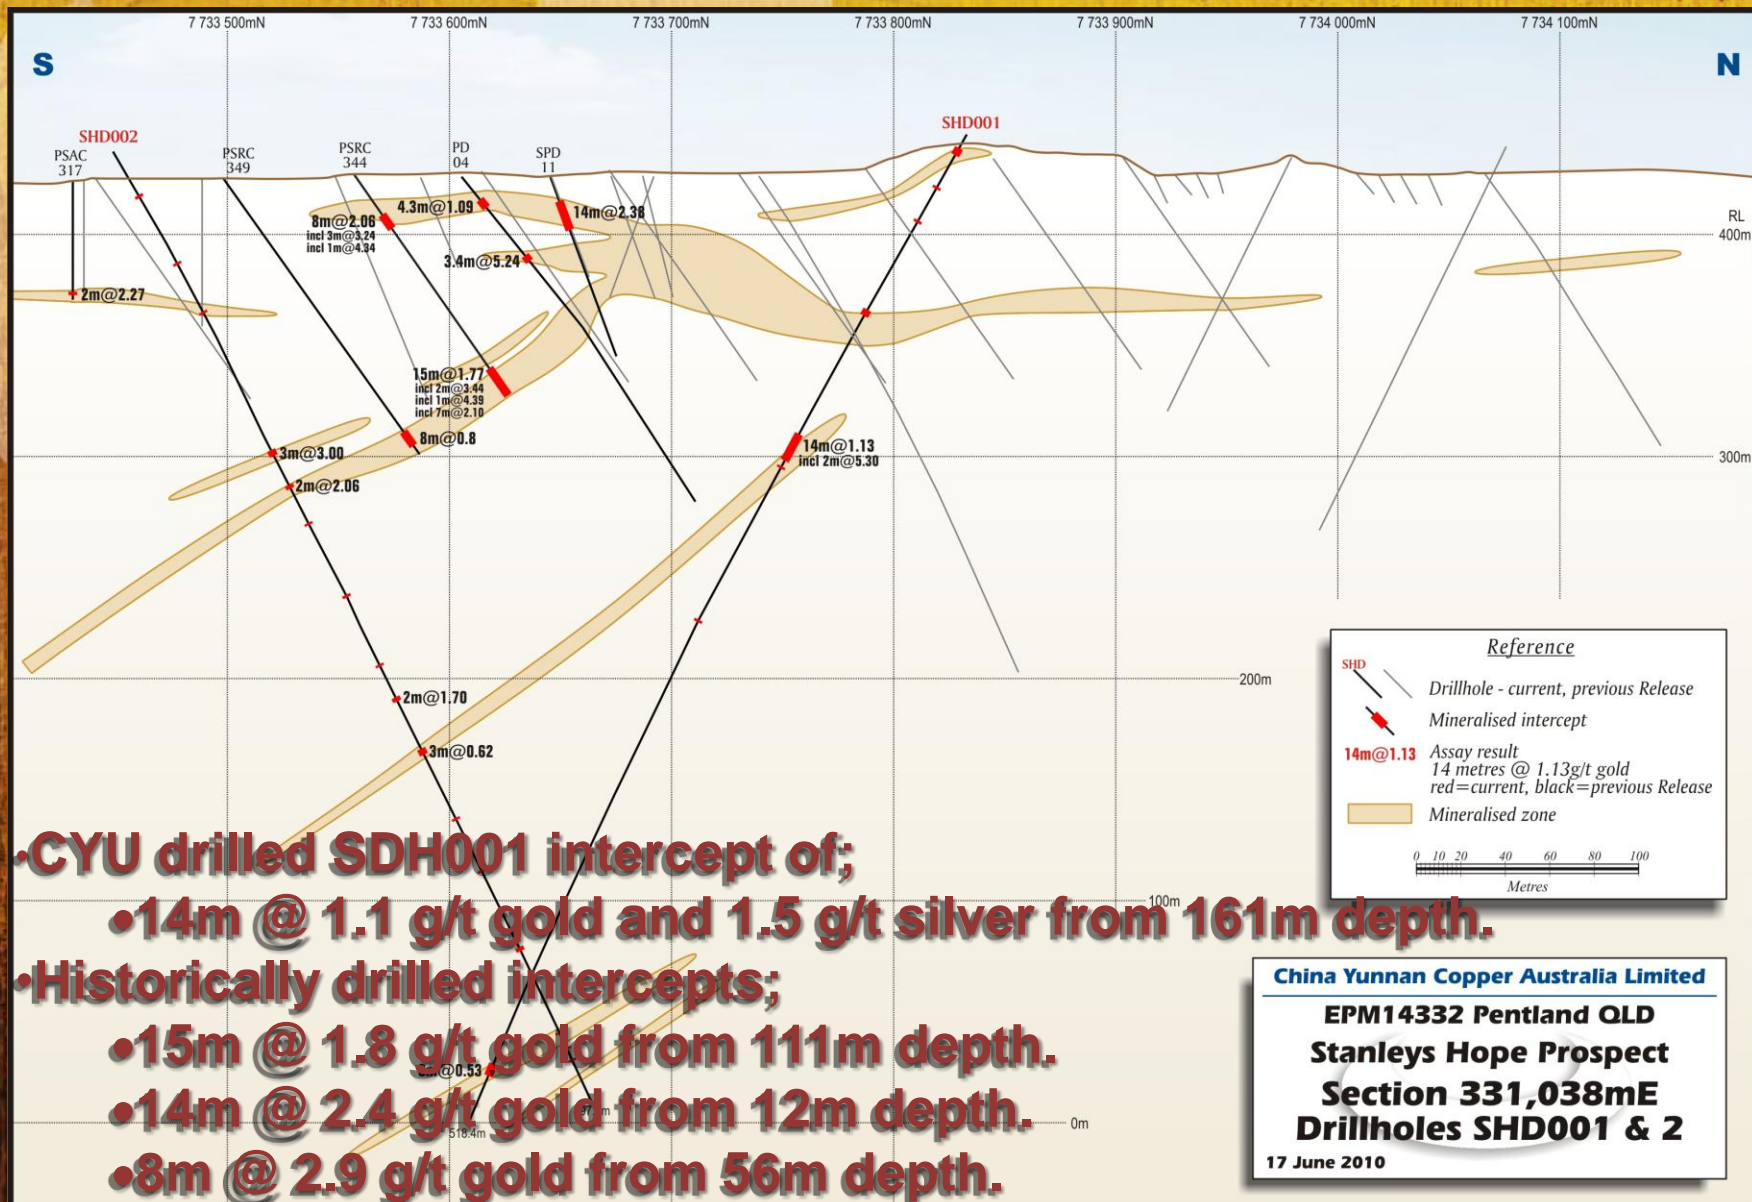 7 733 500mN
7 733 600mN
7 733 700mN
7 733 800mN
7 733 900mN
7 734 000mN
7 734 100mN
S
N
SHD002
SHD001
PSAC
317
PSRC
349
PSRC
344
PD
04
SPD
11
RL
400m
300m
200m
100m
0m
8m@2.06
incl 3m@3.24
incl 1m@4.34
4.3m@1.09
14m@2.38
3.4m@5.24
2m@2.27
15m@1.77
incl 2m@3.44
incl 1m@4.39
incl 7m@2.10
8m@0.8
3m@3.00
2m@2.06
14m@1.13
incl 2m@5.30
2m@1.70
3m@0.62
@0.53
518.4m
Reference
SHD
Drillhole - current, previous Release
Mineralised intercept
14m@1.13 Assay result
14 metres @ 1.13g/t gold
red=current, black=previous Release
Mineralised zone
0 10 20 40 60 80 100
Metres
•CYU drilled SDH001 intercept of;
•14m @ 1.1 g/t gold and 1.5 g/t silver from 161m depth.
•Historically drilled intercepts;
•15m @ 1.8 g/t gold from 111m depth.
•14m @ 2.4 g/t gold from 12m depth.
•8m @ 2.9 g/t gold from 56m depth.
China Yunnan Copper Australia Limited
EPM14332 Pentland QLD
Stanleys Hope Prospect
Section 331,038mE
Drillholes SHD001 & 2
17 June 2010